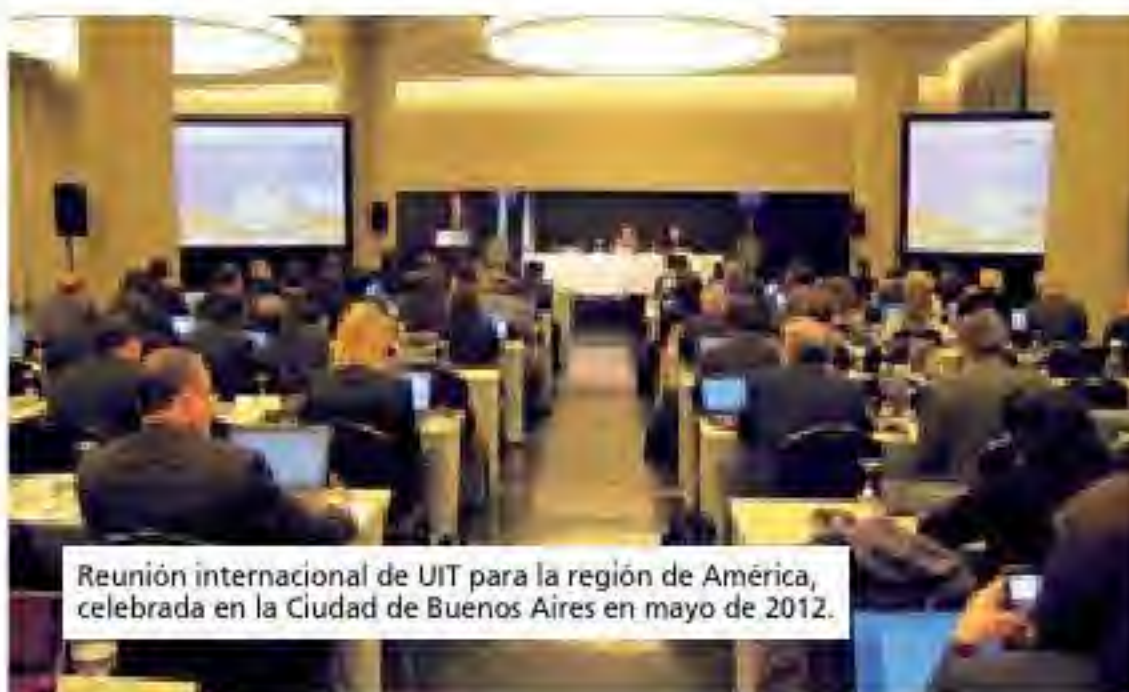 Reunión internacional de UIT para la región de América,
celebrada en la Ciudad de Buenos Aires en mayo de 2012.